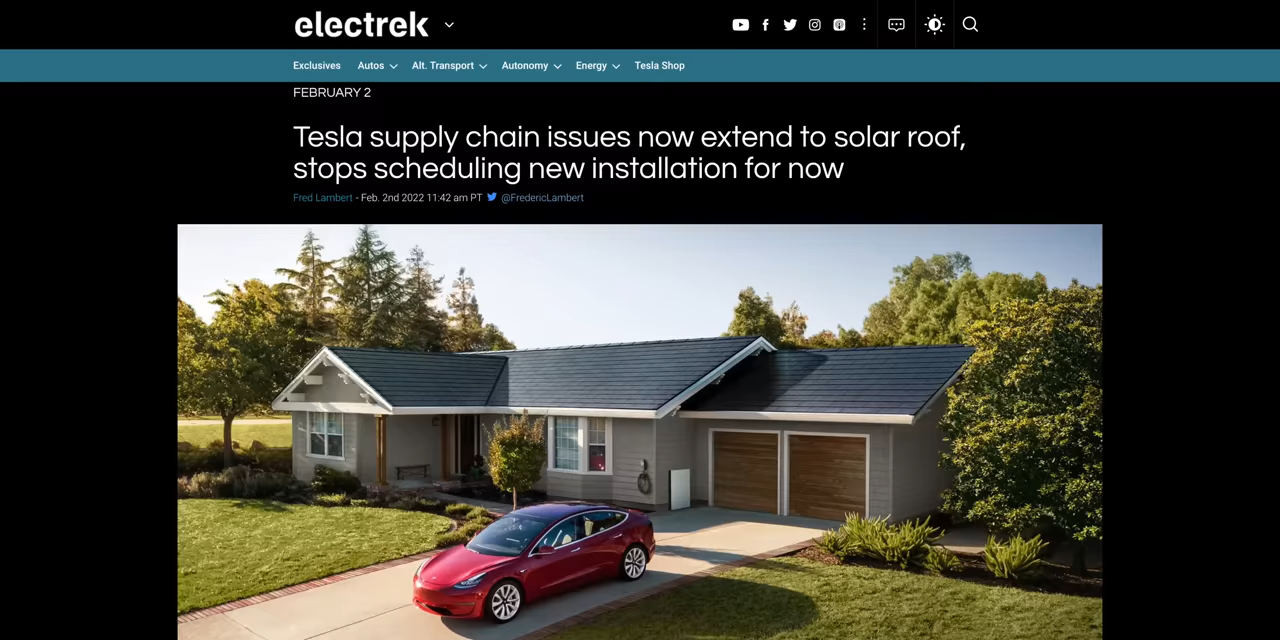 electrek
Exclusives Autos Alt. Transport Autonomy Energy Tesla Shop
FEBRUARY 2
Tesla supply chain issues now extend to solar roof,
stops scheduling new installation for now
Fred Lambert - Feb. 2nd 2022 11:42 am PT @FredericLambert